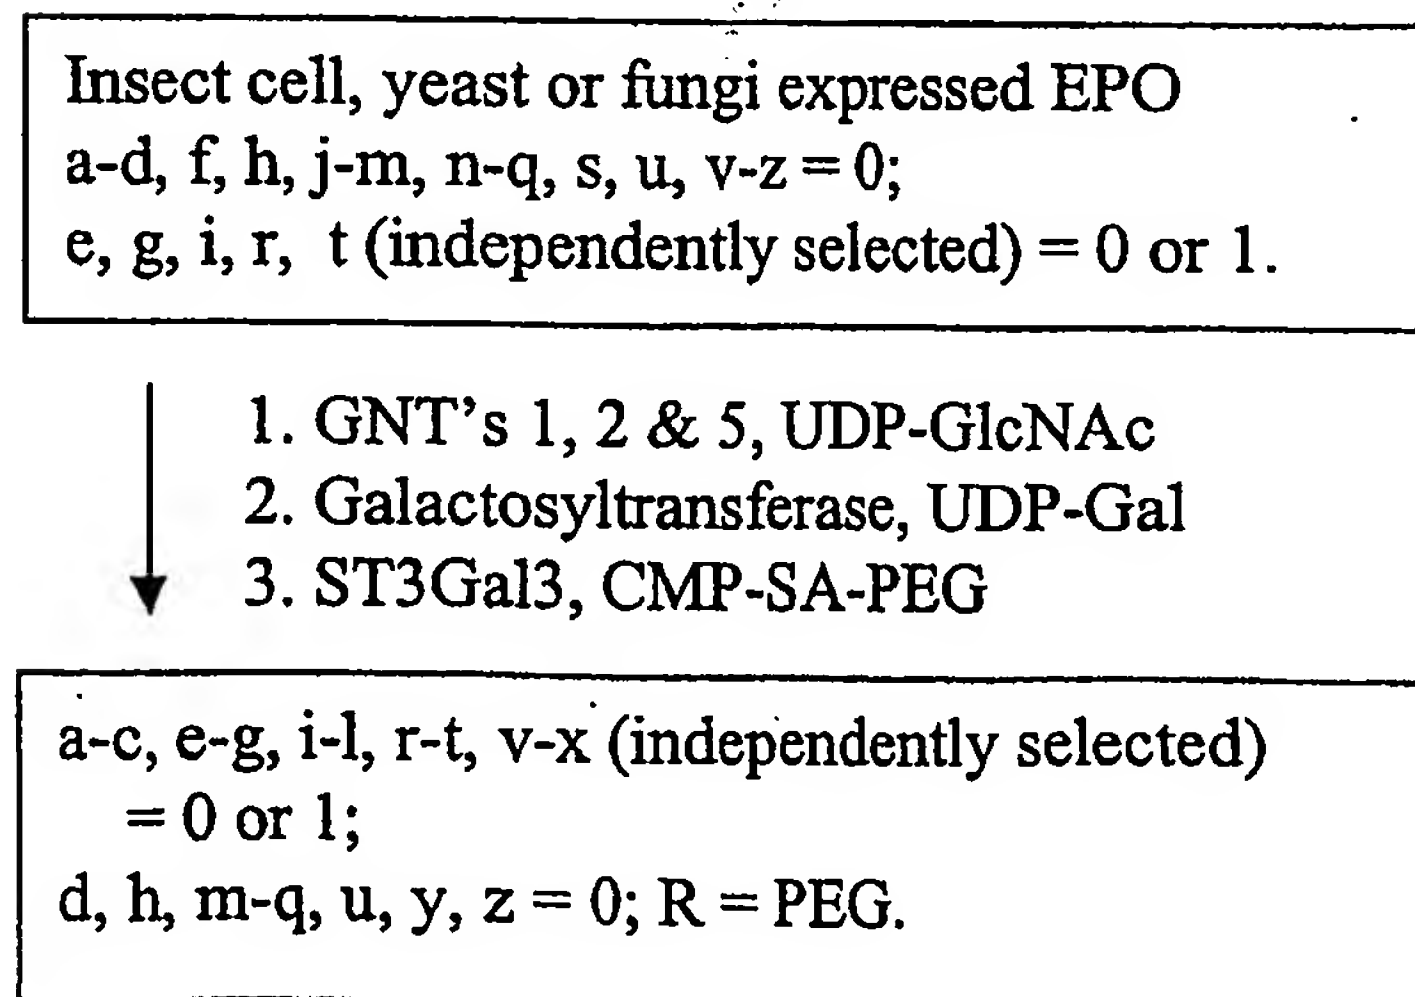 Insect cell, yeast or fungi expressed EPO
a-d, f, h, j-m, n-q, s, u, v-z = 0;
e, g, i, r, t (independently selected) = 0 or 1.
1. GNT's 1, 2 & 5, UDP-GlcNAc
2. Galactosyltransferase, UDP-Gal
3. ST3Gal3, CMP-SA-PEG
a-c, e-g, i-l, r-t, v-x (independently selected)
= 0 or 1;
d, h, m-q, u, y, z = 0; R = PEG.